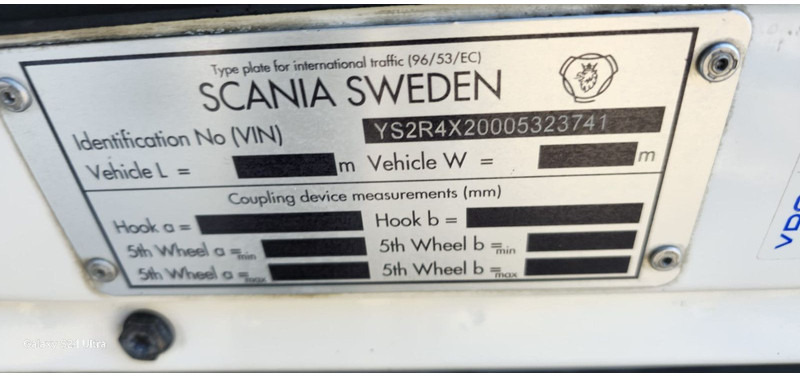 Type plate for international traffic (96/53/EC)
SCANIA SWEDEN
Identification No (VIN) YS2R4X20005323741
Vehicle L = m Vehicle W = m
Coupling device measurements (mm)
Hook a = Hook b =
5th Wheel a =min 5th Wheel b =min
5th Wheel a =max 5th Wheel b =max